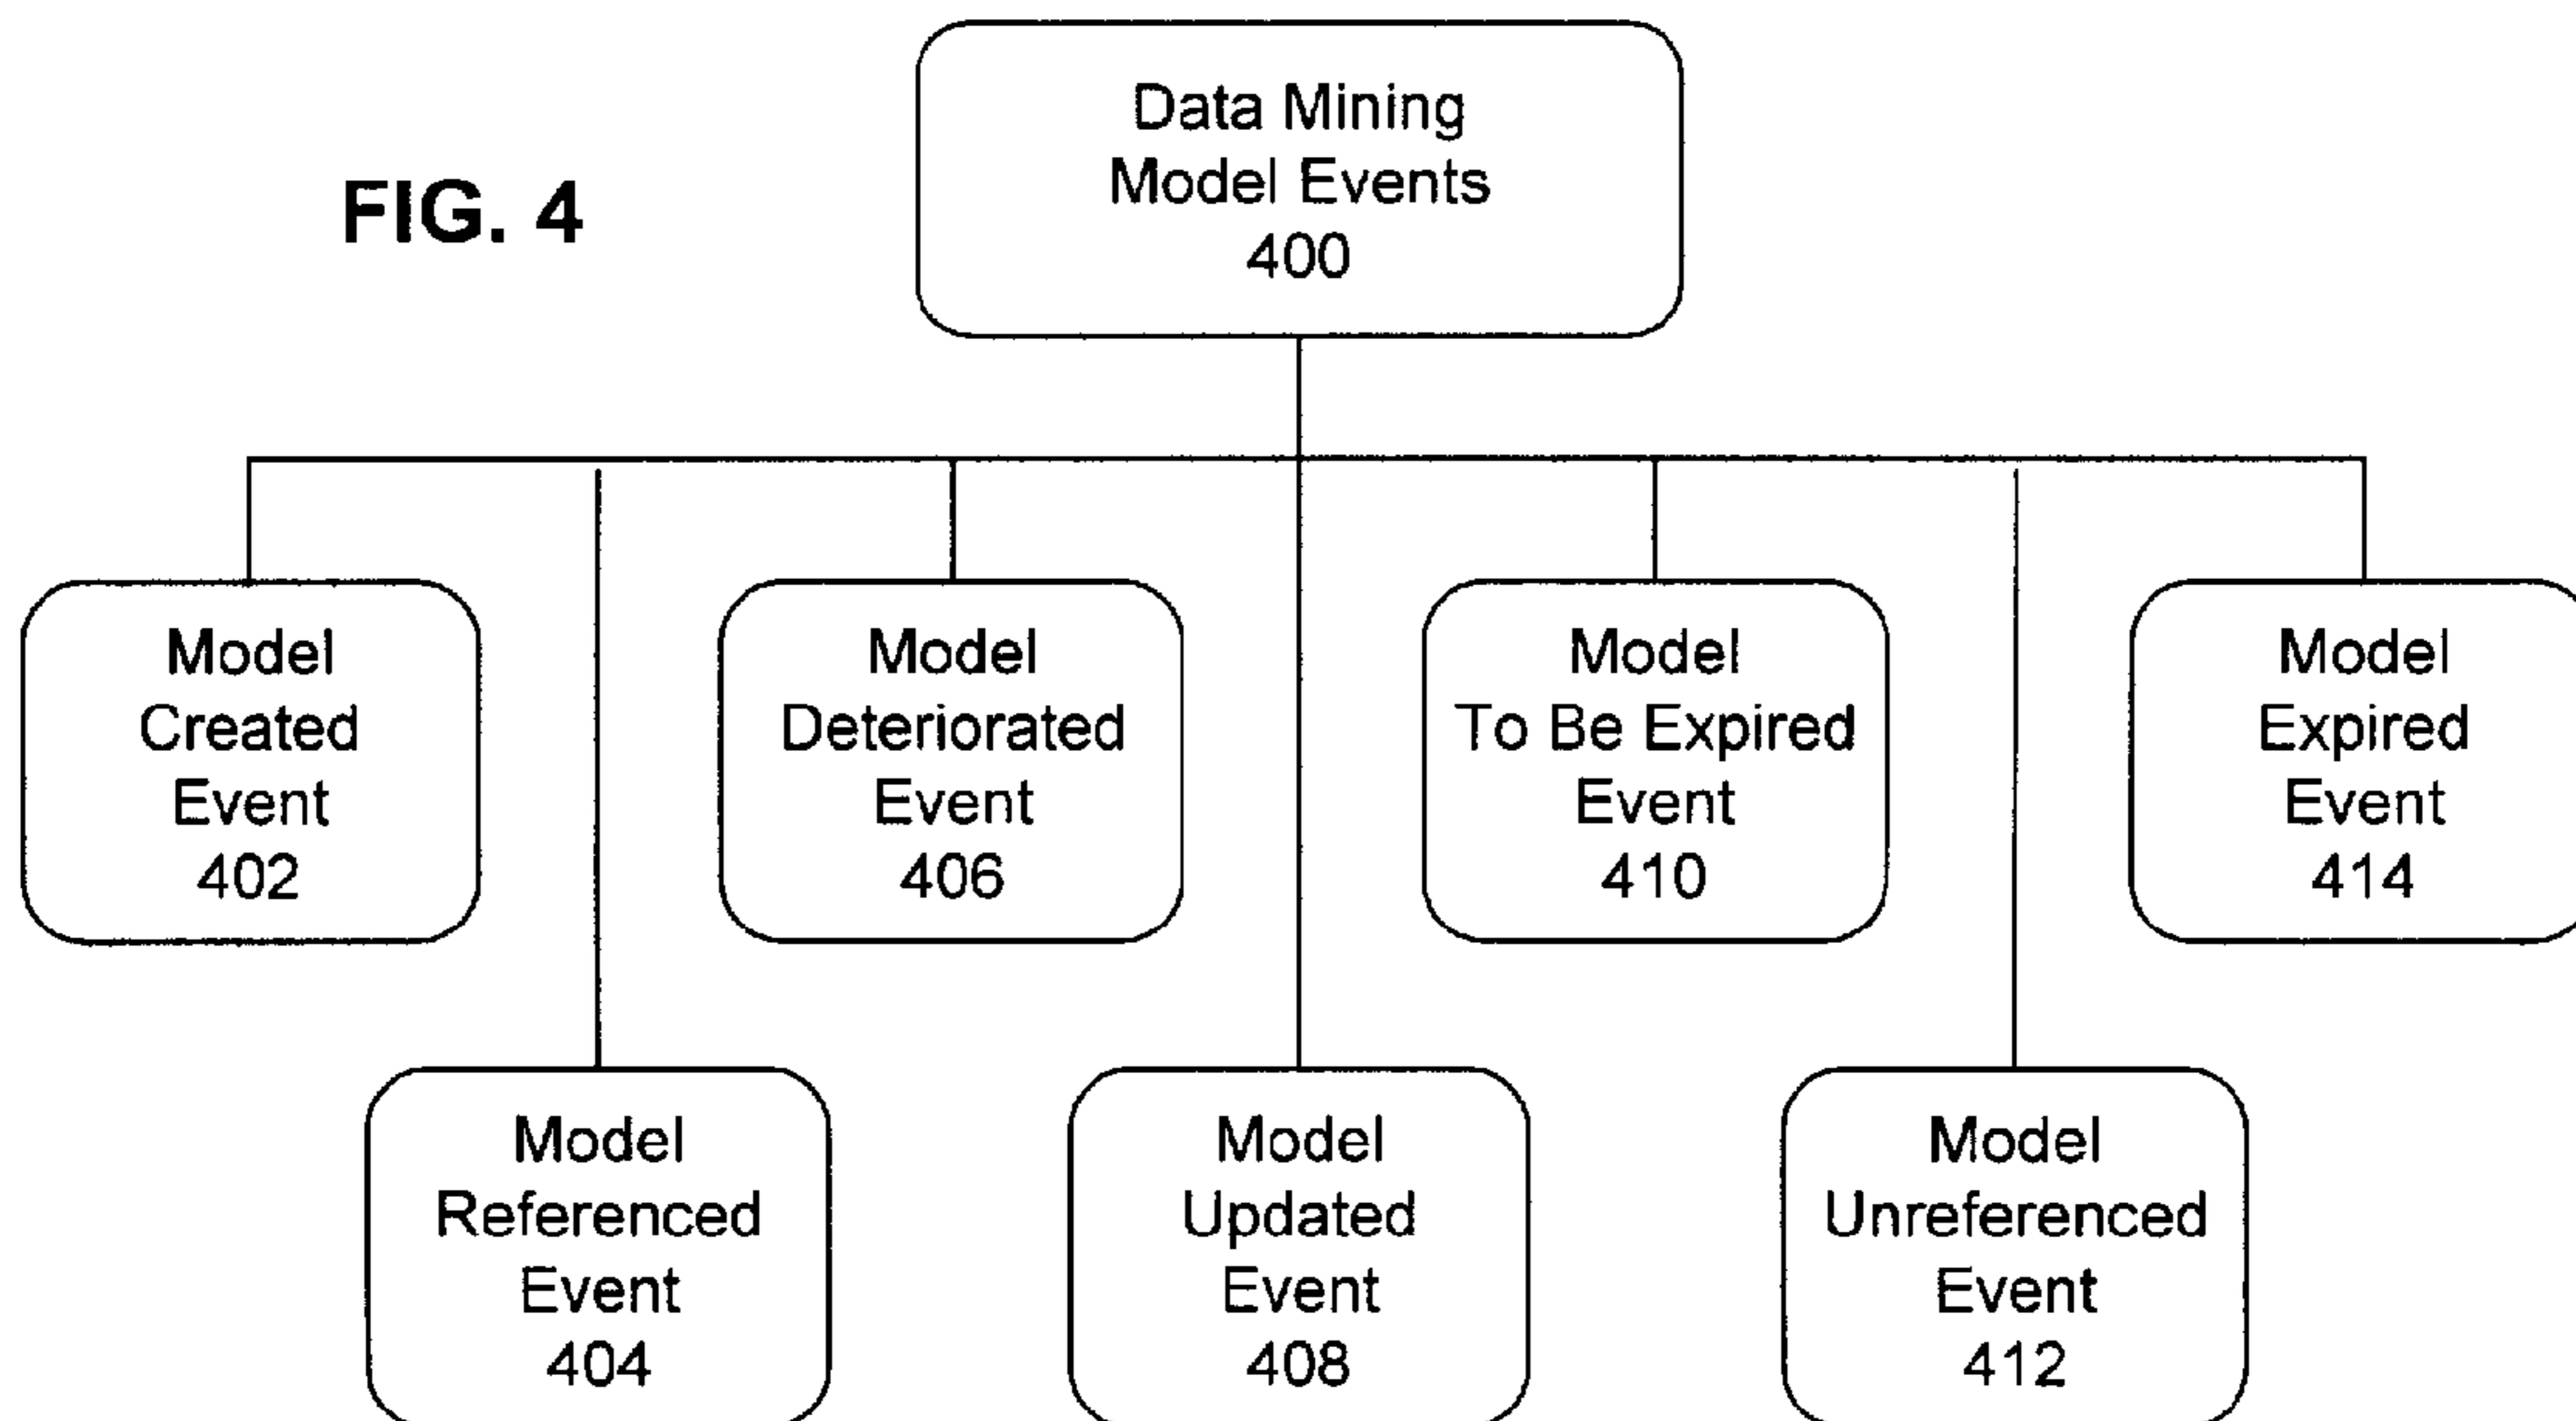 Data Mining
Model Events
400
FIG. 4
Model
Created
Event
402
Model
Deteriorated
Event
406
Model
To Be Expired
Event
410
Model
Expired
Event
414
Model
Referenced
Event
404
Model
Updated
Event
408
Model
Unreferenced
Event
412